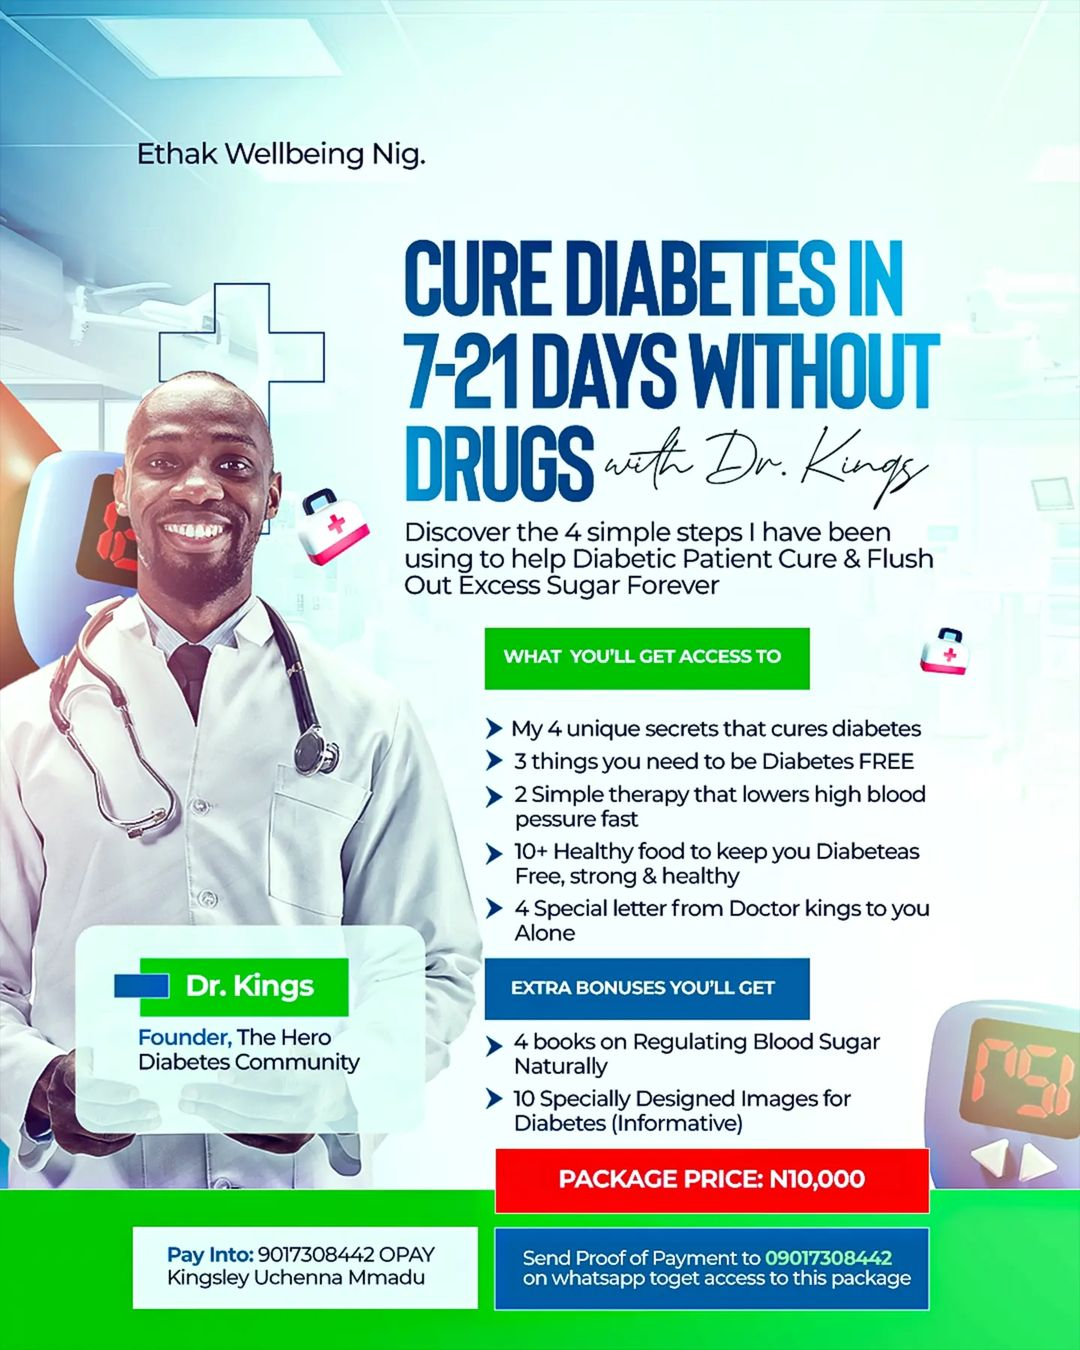 Ethak Wellbeing Nig.
CURE DIABETES IN
7-21 DAYS WITHOUT
DRUGS with Dr. Kings
Discover the 4 simple steps I have been
using to help Diabetic Patient Cure & Flush
Out Excess Sugar Forever
WHAT YOU'LL GET ACCESS TO
My 4 unique secrets that cures diabetes
3 things you need to be Diabetes FREE
2 Simple therapy that lowers high blood
pessure fast
10+ Healthy food to keep you Diabeteas
Free, strong & healthy
4 Special letter from Doctor kings to you
Alone
Dr. Kings
Founder, The Hero
Diabetes Community
EXTRA BONUSES YOU'LL GET
4 books on Regulating Blood Sugar
Naturally
10 Specially Designed Images for
Diabetes (Informative)
PACKAGE PRICE: N10,000
Pay Into: 9017308442 OPAY
Kingsley Uchenna Mmadu
Send Proof of Payment to 09017308442
on whatsapp toget access to this package